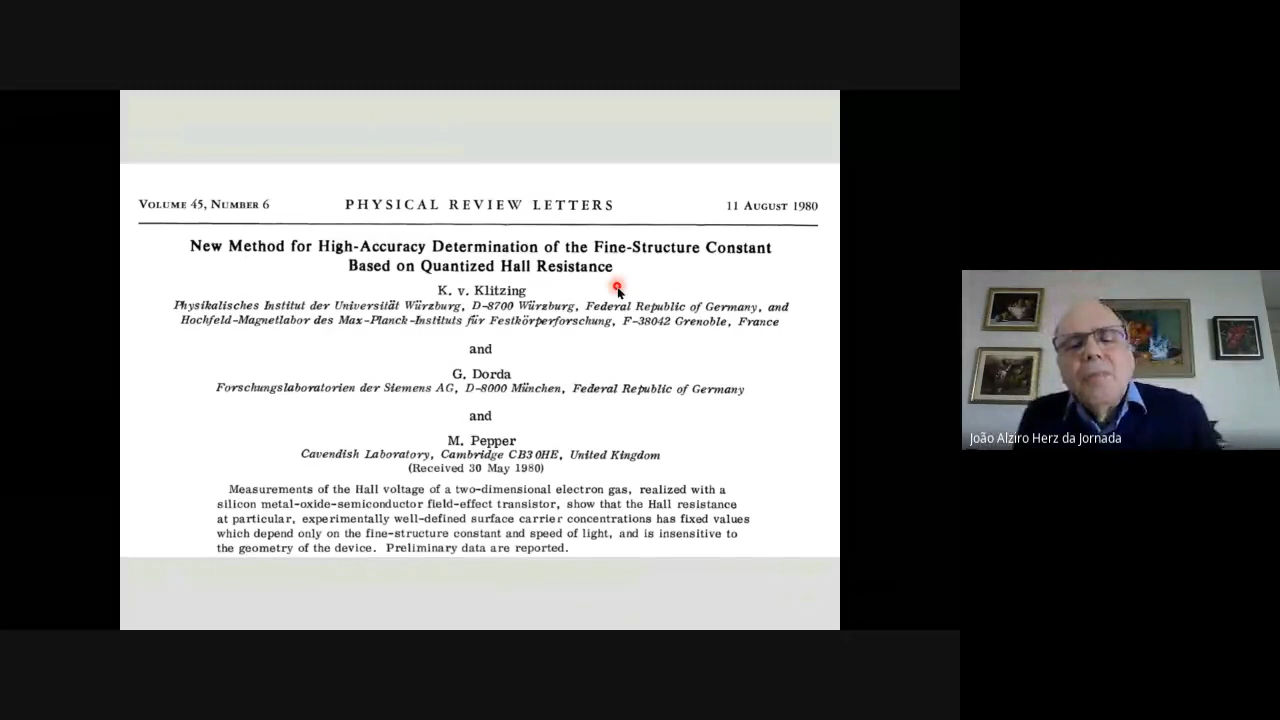 VOLUME 45, NUMBER 6 PHYSICAL REVIEW LETTERS 11 AUGUST 1980
New Method for High-Accuracy Determination of the Fine-Structure Constant
Based on Quantized Hall Resistance
K. v. Klitzing
Physikalisches Institut der Universität Würzburg, D-8700 Würzburg, Federal Republic of Germany, and
Hochfeld-Magnetlabor des Max-Planck-Instituts für Festkörperforschung, F-38042 Grenoble, France
and
G. Dorda
Forschungslaboratorien der Siemens AG, D-8000 München, Federal Republic of Germany
and
M. Pepper
Cavendish Laboratory, Cambridge CB3 0HE, United Kingdom
(Received 30 May 1980)
Measurements of the Hall voltage of a two-dimensional electron gas, realized with a
silicon metal-oxide-semiconductor field-effect transistor, show that the Hall resistance
at particular, experimentally well-defined surface carrier concentrations has fixed values
which depend only on the fine-structure constant and speed of light, and is insensitive to
the geometry of the device. Preliminary data are reported.
João Alziro Herz da Jornada